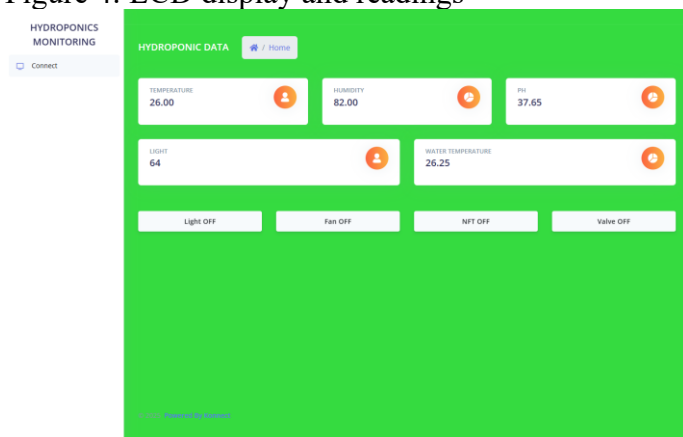 Figure 4. LCD display and readings
HYDROPONICS
MONITORING
Connect
HYDROPONIC DATA
/ Home
TEMPERATURE
26.00
HUMIDITY
82.00
PH
37.65
LIGHT
64
WATER TEMPERATURE
26.25
Light OFF
Fan OFF
NFT OFF
Valve OFF
Powered By